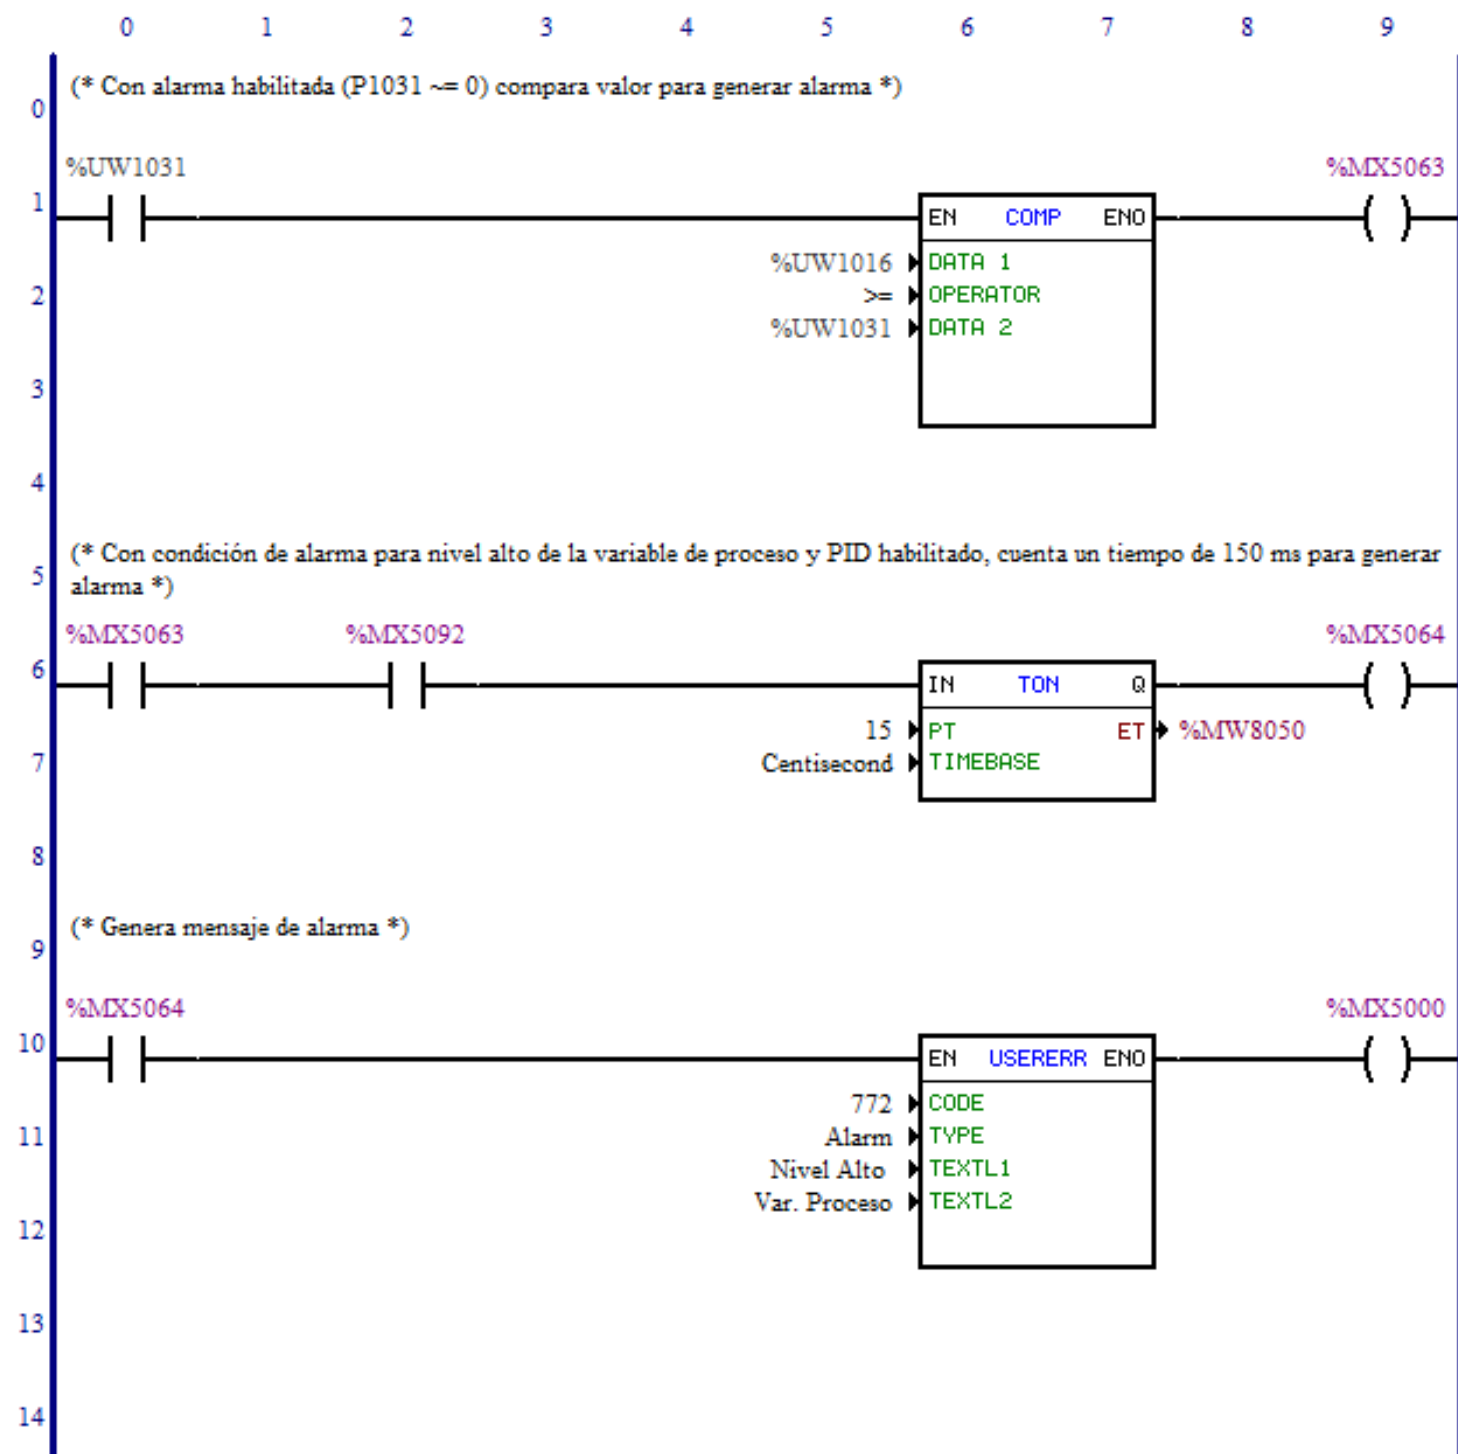 0 1 2 3 4 5 6 7 8 9
(* Con alarma habilitada (P1031 ~= 0) compara valor para generar alarma *)
0
%UW1031 %MX5063
1
EN COMP ENO
%UW1016 DATA 1
2
>= OPERATOR
%UW1031 DATA 2
3
4
(* Con condición de alarma para nivel alto de la variable de proceso y PID habilitado, cuenta un tiempo de 150 ms para generar
5
alarma *)
%MX5063 %MX5092 %MX5064
6
IN TON Q
15 PT ET %MW8050
7
Centisecond TIMEBASE
8
(* Genera mensaje de alarma *)
9
%MX5064 %MX5000
10
EN USERERR ENO
772 CODE
11
Alarm TYPE
Nivel Alto TEXTL1
Var. Proceso TEXTL2
12
13
14